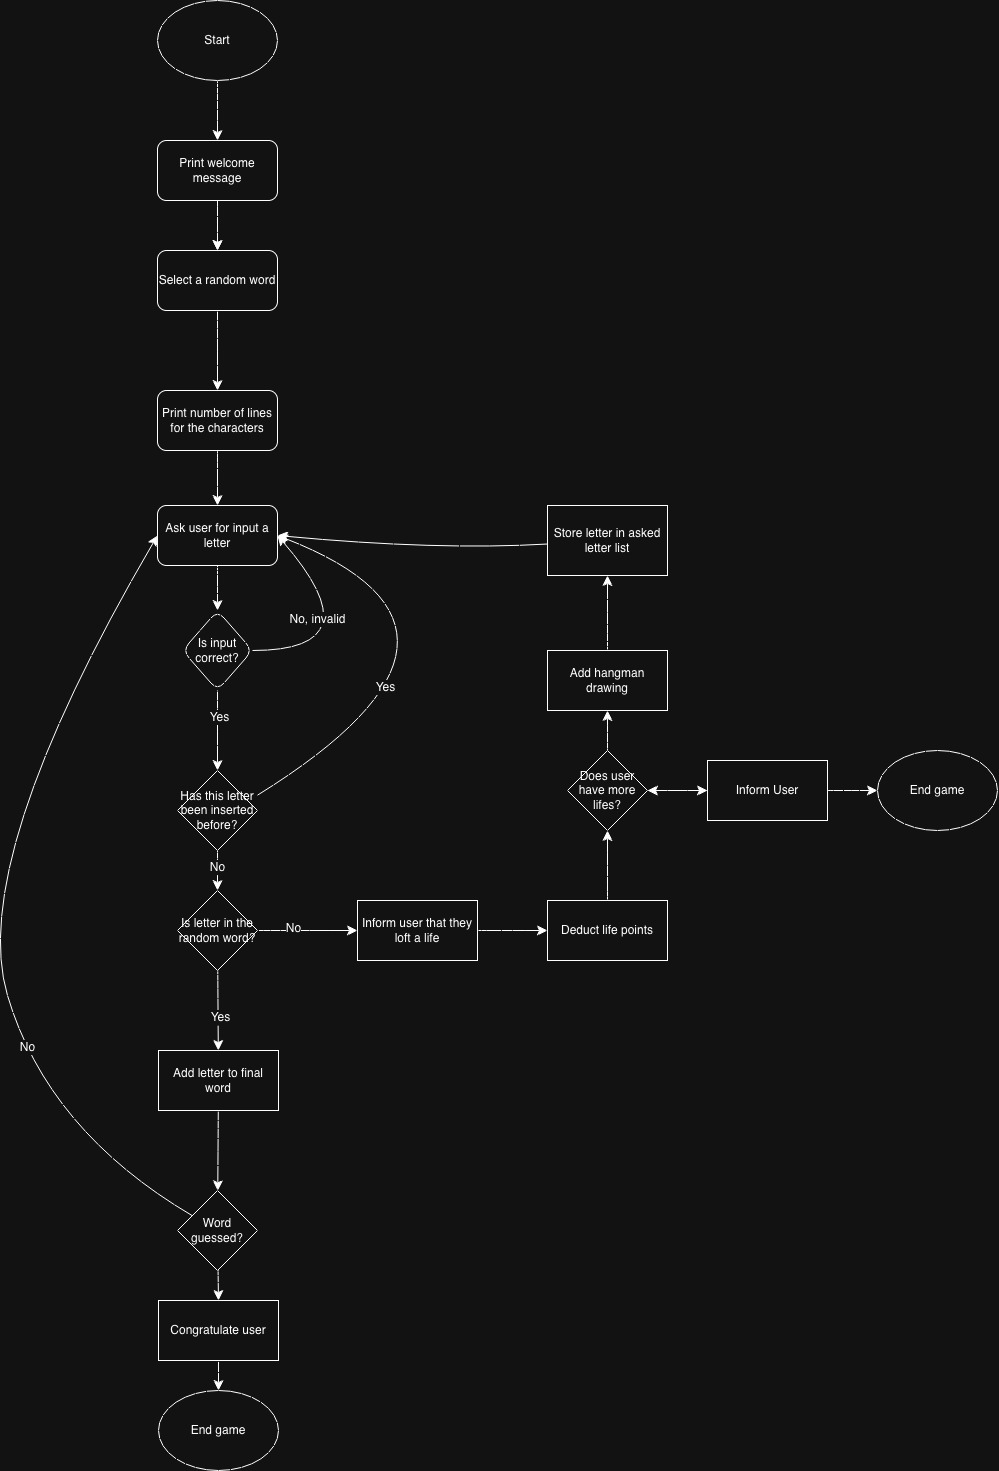 Start
Print welcome
message
Select a random word
Print number of lines
for the characters
Ask user for input a
letter
Store letter in asked
letter list
No, invalid
Is input
correct?
Add hangman
drawing
Yes
Yes
Does user
have more
lifes?
Inform User
End game
Has this letter
been inserted
before?
No
Is letter in the
random word?
No
Inform user that they
loft a life
Deduct life points
Yes
No
Add letter to final
word
Word
guessed?
Congratulate user
End game